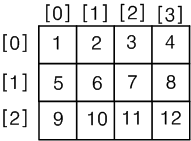 [0] [1] [2] [3]
[0] 1 2 3 4
[1] 5 6 7 8
[2] 9 10 11 12